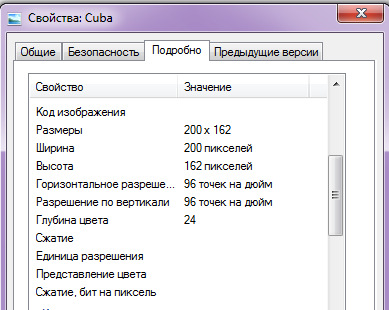 Свойства: Cuba
Общие Безопасность Подробно Предыдущие версии
Свойство Значение
Код изображения
Размеры 200 x 162
Ширина 200 пикселей
Высота 162 пикселей
Горизонтальное разреше... 96 точек на дюйм
Разрешение по вертикали 96 точек на дюйм
Глубина цвета 24
Сжатие
Единица разрешения
Представление цвета
Сжатие, бит на пиксель